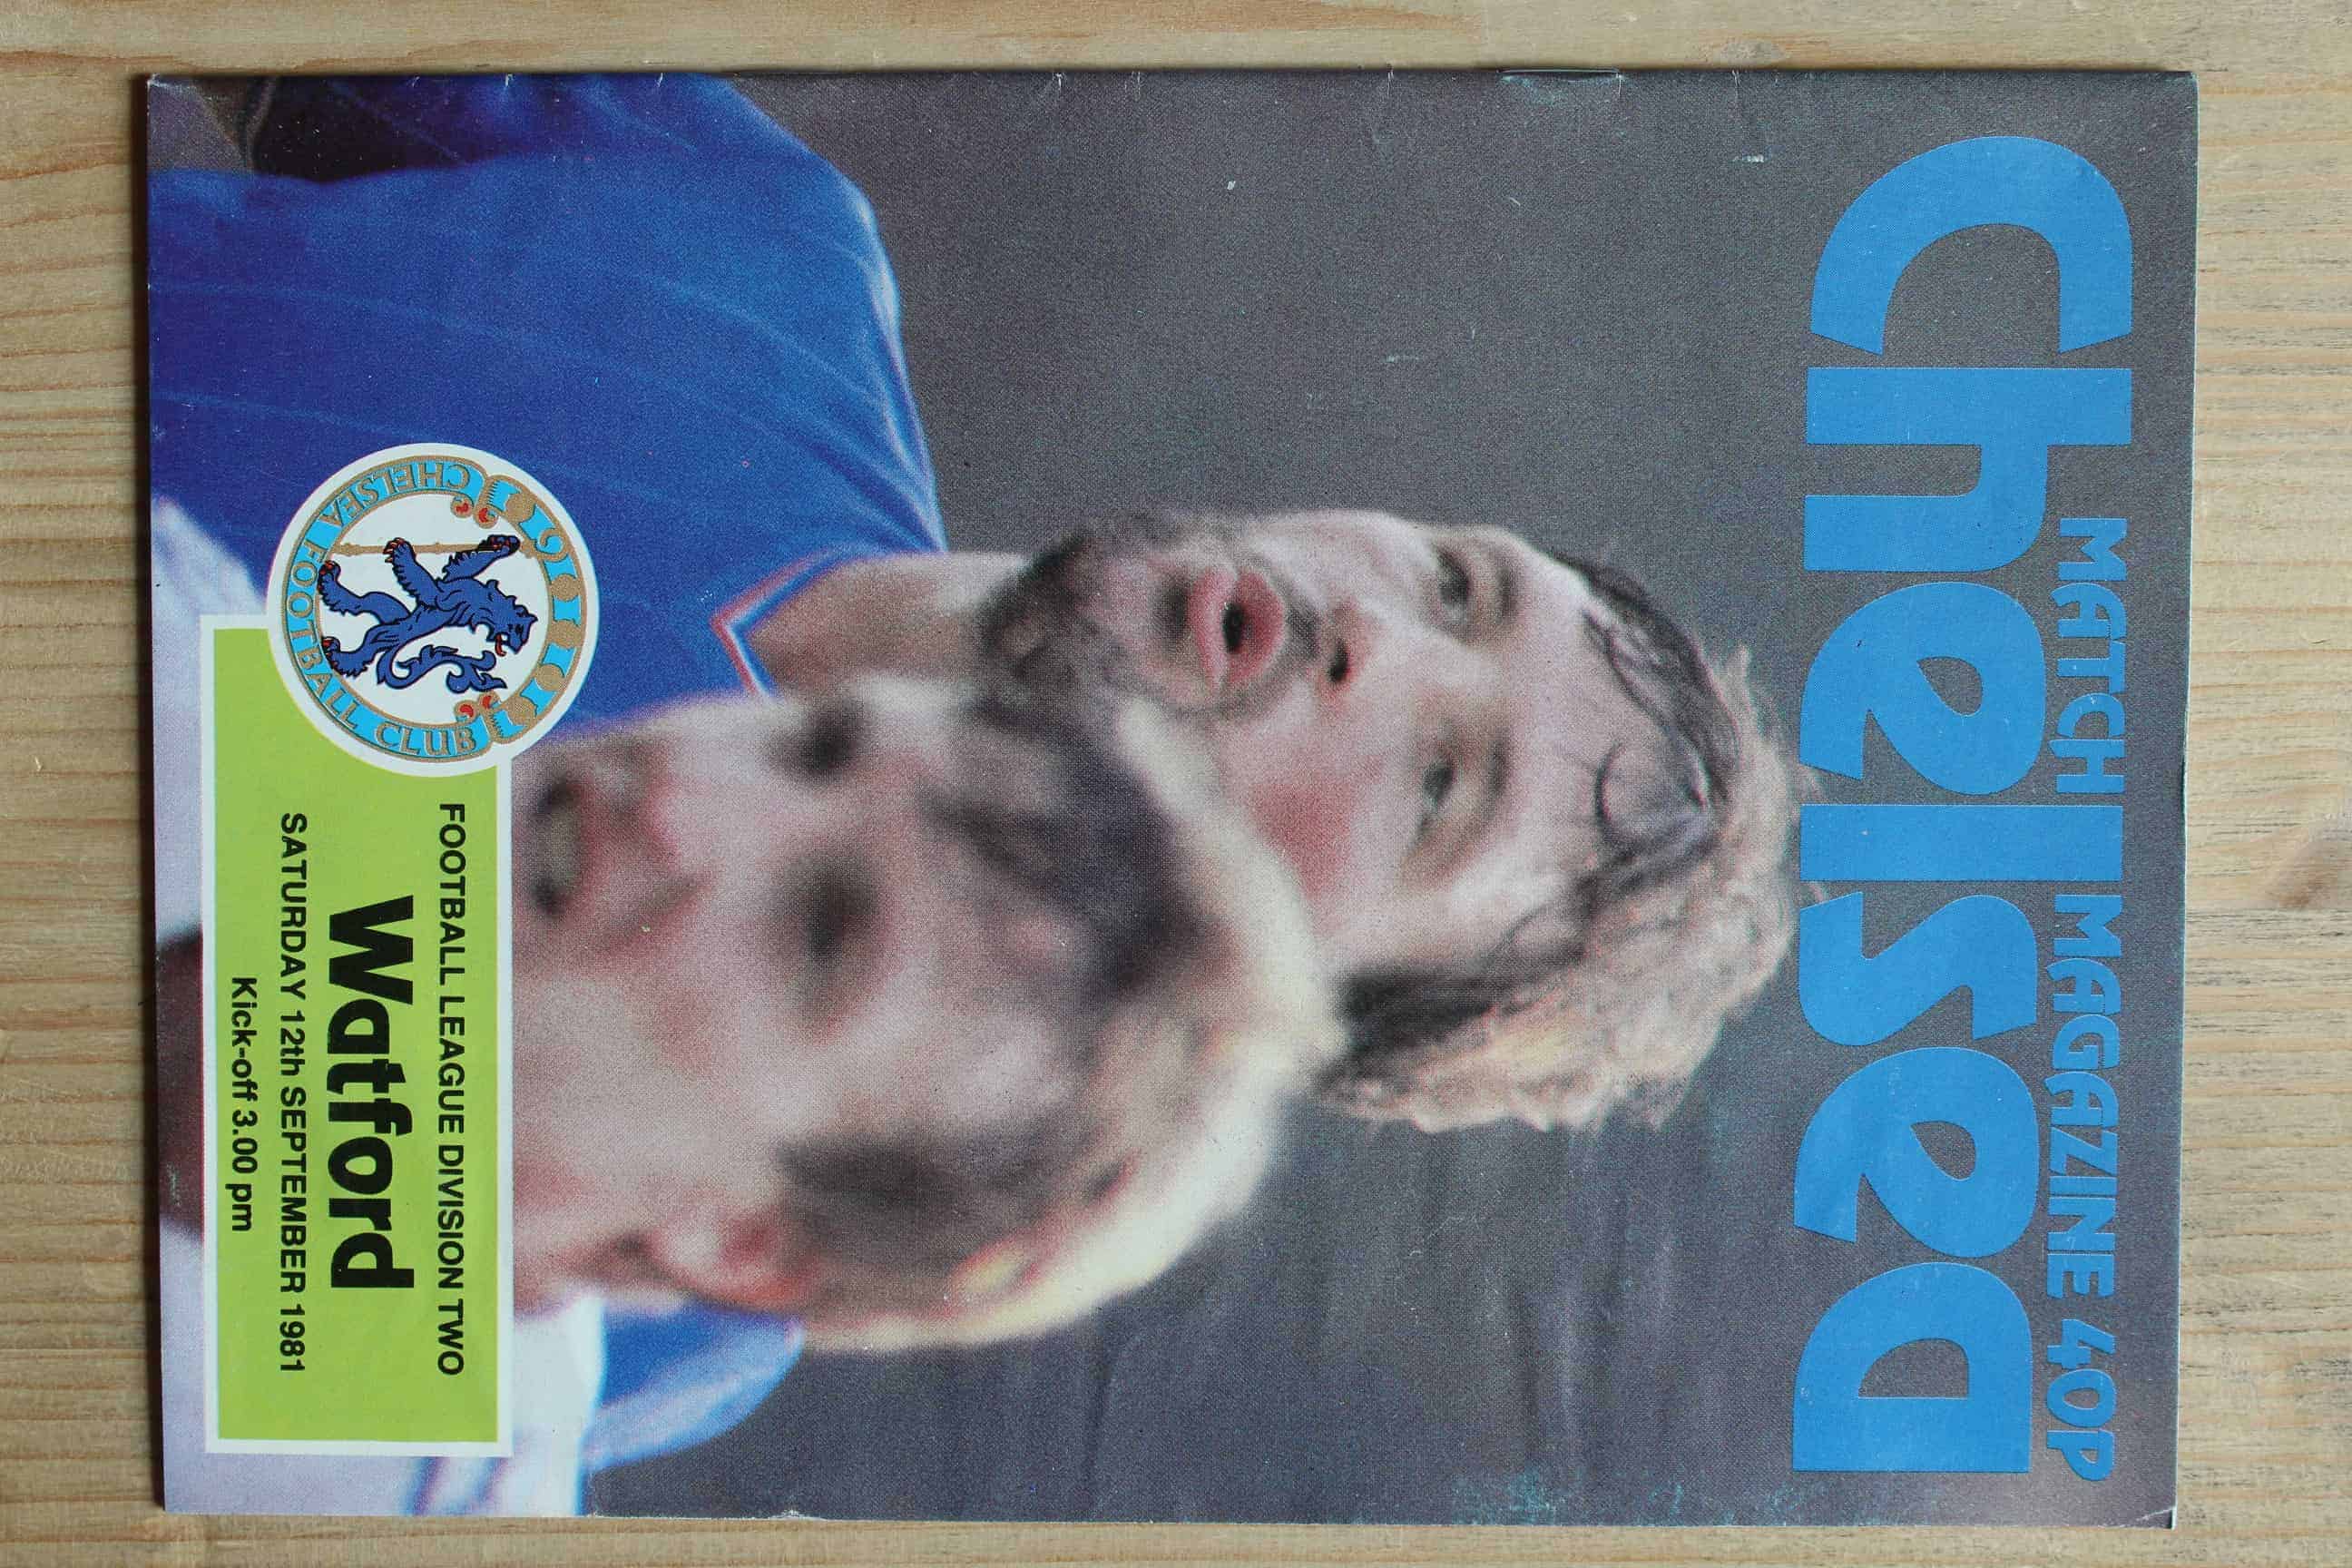 MATCH MAGAZINE 40P
Chelsea
CHELSEA FOOTBALL CLUB
FOOTBALL LEAGUE DIVISION TWO
Watford
SATURDAY 12th SEPTEMBER 1981
Kick-off 3.00 pm